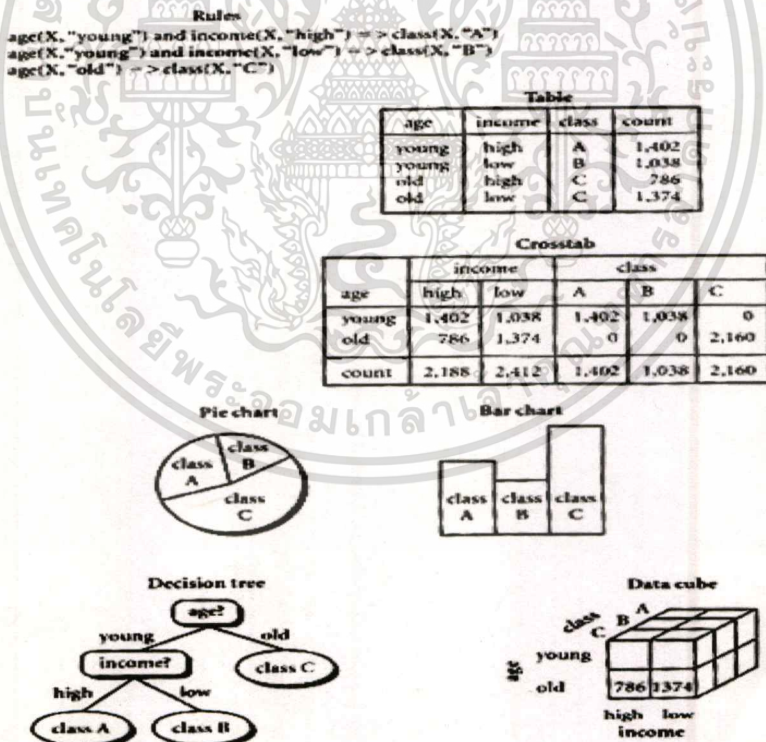 Rules
age(X,"young") and income(X,"high") => class(X,"A")
age(X,"young") and income(X,"low") => class(X,"B")
age(X,"old") => class(X,"C")
Table
age income class count
young high A 1,402
young low B 1,038
old high C 786
old low C 1,374
Crosstab
income class
age high low A B C
young 1,402 1,038 1,402 1,038 0
old 786 1,374 0 0 2,160
count 2,188 2,412 1,402 1,038 2,160
Pie chart
class A
class B
class C
Bar chart
class A
class B
class C
Decision tree
age?
young old
income? class C
high low
class A class B
Data cube
class
C B A
age
young
old 786 1374
high low
income